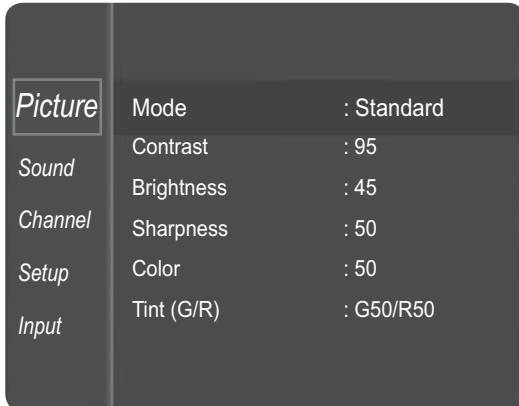 Picture
Sound
Channel
Setup
Input
Mode : Standard
Contrast : 95
Brightness : 45
Sharpness : 50
Color : 50
Tint (G/R) : G50/R50